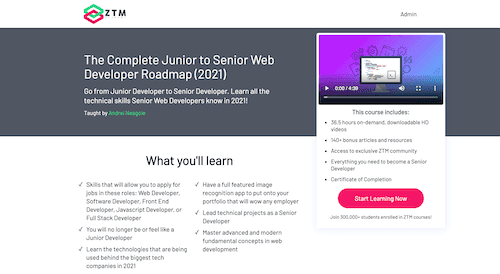 ZTM
Admin
The Complete Junior to Senior Web
Developer Roadmap (2021)
Go from Junior Developer to Senior Developer. Learn all the
technical skills Senior Web Developers know in 2021!
Taught by Andrei Neagoie
0:00 / 4:39
This course includes:
36.5 hours on-demand, downloadable HD
videos
140+ bonus articles and resources
Access to exclusive ZTM community
Everything you need to become a Senior
Developer
Certificate of Completion
Start Learning Now
Join 300,000+ students enrolled in ZTM courses!
What you'll learn
✓ Skills that will allow you to apply for
jobs in these roles: Web Developer,
Software Developer, Front End
Developer, Javascript Developer, or
Full Stack Developer
✓ You will no longer be or feel like a
Junior Developer
✓ Learn the technologies that are being
used behind the biggest tech
companies in 2021
✓ Have a full featured image
recognition app to put onto your
portfolio that will wow any employer
✓ Lead technical projects as a Senior
Developer
✓ Master advanced and modern
fundamental concepts in web
development